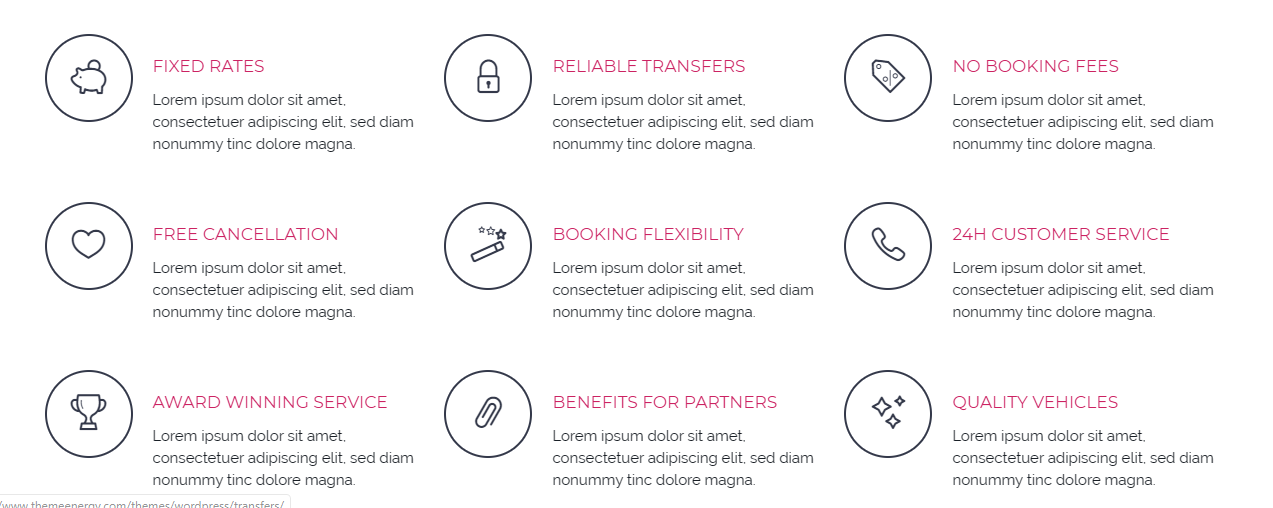 FIXED RATES
Lorem ipsum dolor sit amet,
consectetuer adipiscing elit, sed diam
nonummy tinc dolore magna.
RELIABLE TRANSFERS
Lorem ipsum dolor sit amet,
consectetuer adipiscing elit, sed diam
nonummy tinc dolore magna.
NO BOOKING FEES
Lorem ipsum dolor sit amet,
consectetuer adipiscing elit, sed diam
nonummy tinc dolore magna.
FREE CANCELLATION
Lorem ipsum dolor sit amet,
consectetuer adipiscing elit, sed diam
nonummy tinc dolore magna.
BOOKING FLEXIBILITY
Lorem ipsum dolor sit amet,
consectetuer adipiscing elit, sed diam
nonummy tinc dolore magna.
24H CUSTOMER SERVICE
Lorem ipsum dolor sit amet,
consectetuer adipiscing elit, sed diam
nonummy tinc dolore magna.
AWARD WINNING SERVICE
Lorem ipsum dolor sit amet,
consectetuer adipiscing elit, sed diam
nonummy tinc dolore magna.
BENEFITS FOR PARTNERS
Lorem ipsum dolor sit amet,
consectetuer adipiscing elit, sed diam
nonummy tinc dolore magna.
QUALITY VEHICLES
Lorem ipsum dolor sit amet,
consectetuer adipiscing elit, sed diam
nonummy tinc dolore magna.
/www.themeenergy.com/themes/wordpress/transfers/